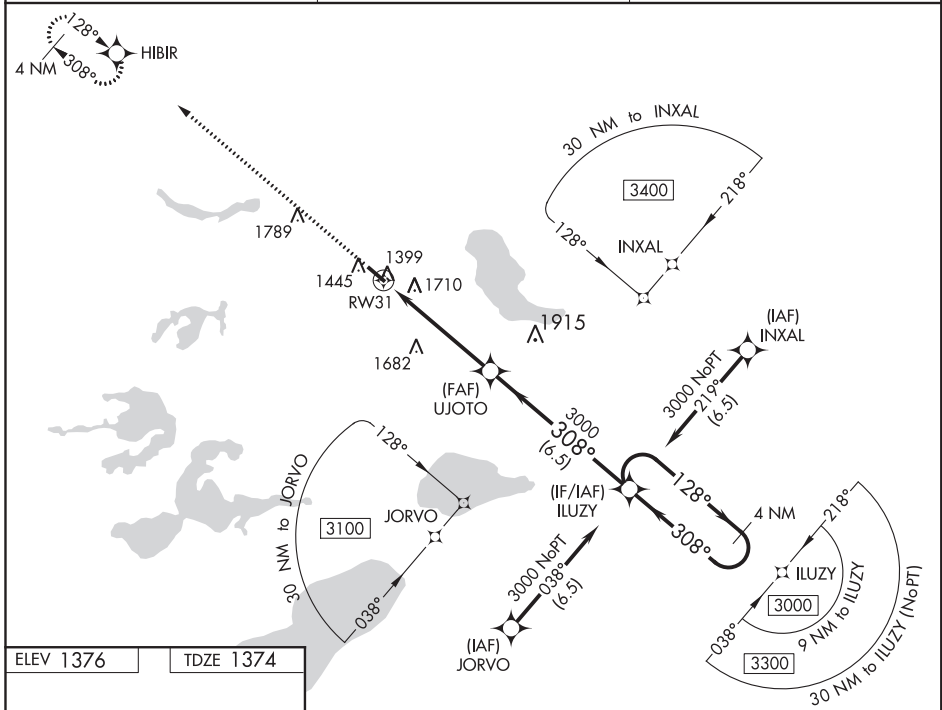 128°
308°
4 NM
HIBIR
30 NM to INXAL
3400
218°
128°
INXAL
1789
1445
1399
RW31
1710
1915
1682
(FAF)
UJOTO
(IAF)
INXAL
3000 NoPT
219°
(6.5)
3000
308°
(6.5)
(IF/IAF)
ILUZY
128°
308°
4 NM
30 NM to JORVO
128°
3100
JORVO
038°
3000 NoPT
038°
(6.5)
(IAF)
JORVO
218°
ILUZY
3000
9 NM to ILUZY
038°
3300
30 NM to ILUZY (NoPT)
ELEV 1376
TDZE 1374